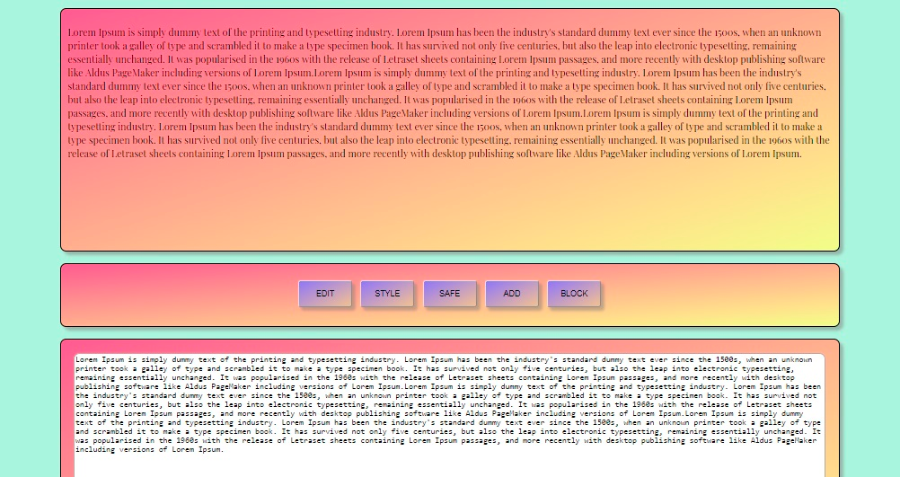 Lorem Ipsum is simply dummy text of the printing and typesetting industry. Lorem Ipsum has been the industry's standard dummy text ever since the 1500s, when an unknown
printer took a galley of type and scrambled it to make a type specimen book. It has survived not only five centuries, but also the leap into electronic typesetting, remaining
essentially unchanged. It was popularised in the 1960s with the release of Letraset sheets containing Lorem Ipsum passages, and more recently with desktop publishing software
like Aldus PageMaker including versions of Lorem Ipsum.Lorem Ipsum is simply dummy text of the printing and typesetting industry. Lorem Ipsum has been the industry's
standard dummy text ever since the 1500s, when an unknown printer took a galley of type and scrambled it to make a type specimen book. It has survived not only five centuries,
but also the leap into electronic typesetting, remaining essentially unchanged. It was popularised in the 1960s with the release of Letraset sheets containing Lorem Ipsum
passages, and more recently with desktop publishing software like Aldus PageMaker including versions of Lorem Ipsum.Lorem Ipsum is simply dummy text of the printing and
typesetting industry. Lorem Ipsum has been the industry's standard dummy text ever since the 1500s, when an unknown printer took a galley of type and scrambled it to make a
type specimen book. It has survived not only five centuries, but also the leap into electronic typesetting, remaining essentially unchanged. It was popularised in the 1960s with the
release of Letraset sheets containing Lorem Ipsum passages, and more recently with desktop publishing software like Aldus PageMaker including versions of Lorem Ipsum.
EDIT STYLE SAFE ADD BLOCK
Lorem Ipsum is simply dummy text of the printing and typesetting industry. Lorem Ipsum has been the industry's standard dummy text ever since the 1500s, when an unknown
printer took a galley of type and scrambled it to make a type specimen book. It has survived not only five centuries, but also the leap into electronic typesetting,
remaining essentially unchanged. It was popularised in the 1960s with the release of Letraset sheets containing Lorem Ipsum passages, and more recently with desktop
publishing software like Aldus PageMaker including versions of Lorem Ipsum.Lorem Ipsum is simply dummy text of the printing and typesetting industry. Lorem Ipsum has been
the industry's standard dummy text ever since the 1500s, when an unknown printer took a galley of type and scrambled it to make a type specimen book. It has survived not
only five centuries, but also the leap into electronic typesetting, remaining essentially unchanged. It was popularised in the 1960s with the release of Letraset sheets
containing Lorem Ipsum passages, and more recently with desktop publishing software like Aldus PageMaker including versions of Lorem Ipsum.Lorem Ipsum is simply dummy
text of the printing and typesetting industry. Lorem Ipsum has been the industry's standard dummy text ever since the 1500s, when an unknown printer took a galley of type
and scrambled it to make a type specimen book. It has survived not only five centuries, but also the leap into electronic typesetting, remaining essentially unchanged. It
was popularised in the 1960s with the release of Letraset sheets containing Lorem Ipsum passages, and more recently with desktop publishing software like Aldus PageMaker
including versions of Lorem Ipsum.